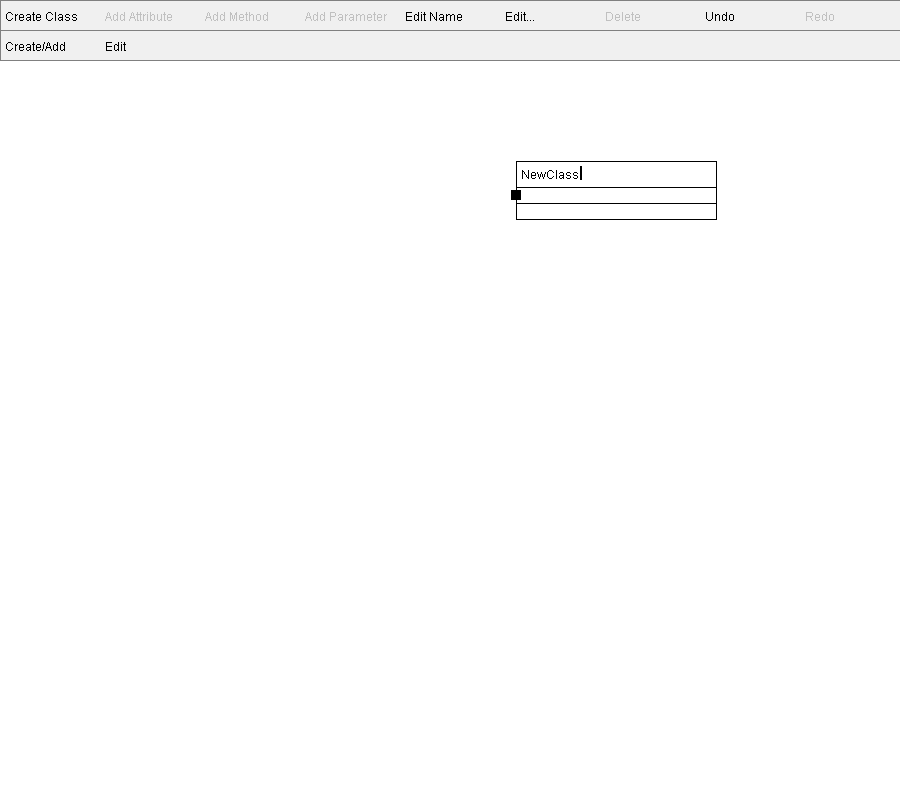 Create Class Add Attribute Add Method Add Parameter Edit Name Edit... Delete Undo Redo
Create/Add Edit
NewClass